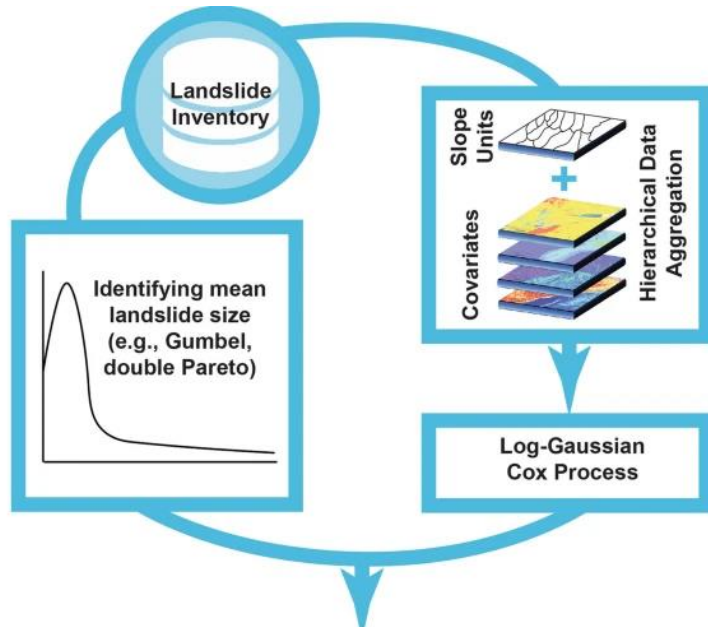 Landslide
Inventory
Identifying mean
landslide size
(e.g., Gumbel,
double Pareto)
Slope
Units
+
Covariates
Hierarchical Data
Aggregation
Log-Gaussian
Cox Process